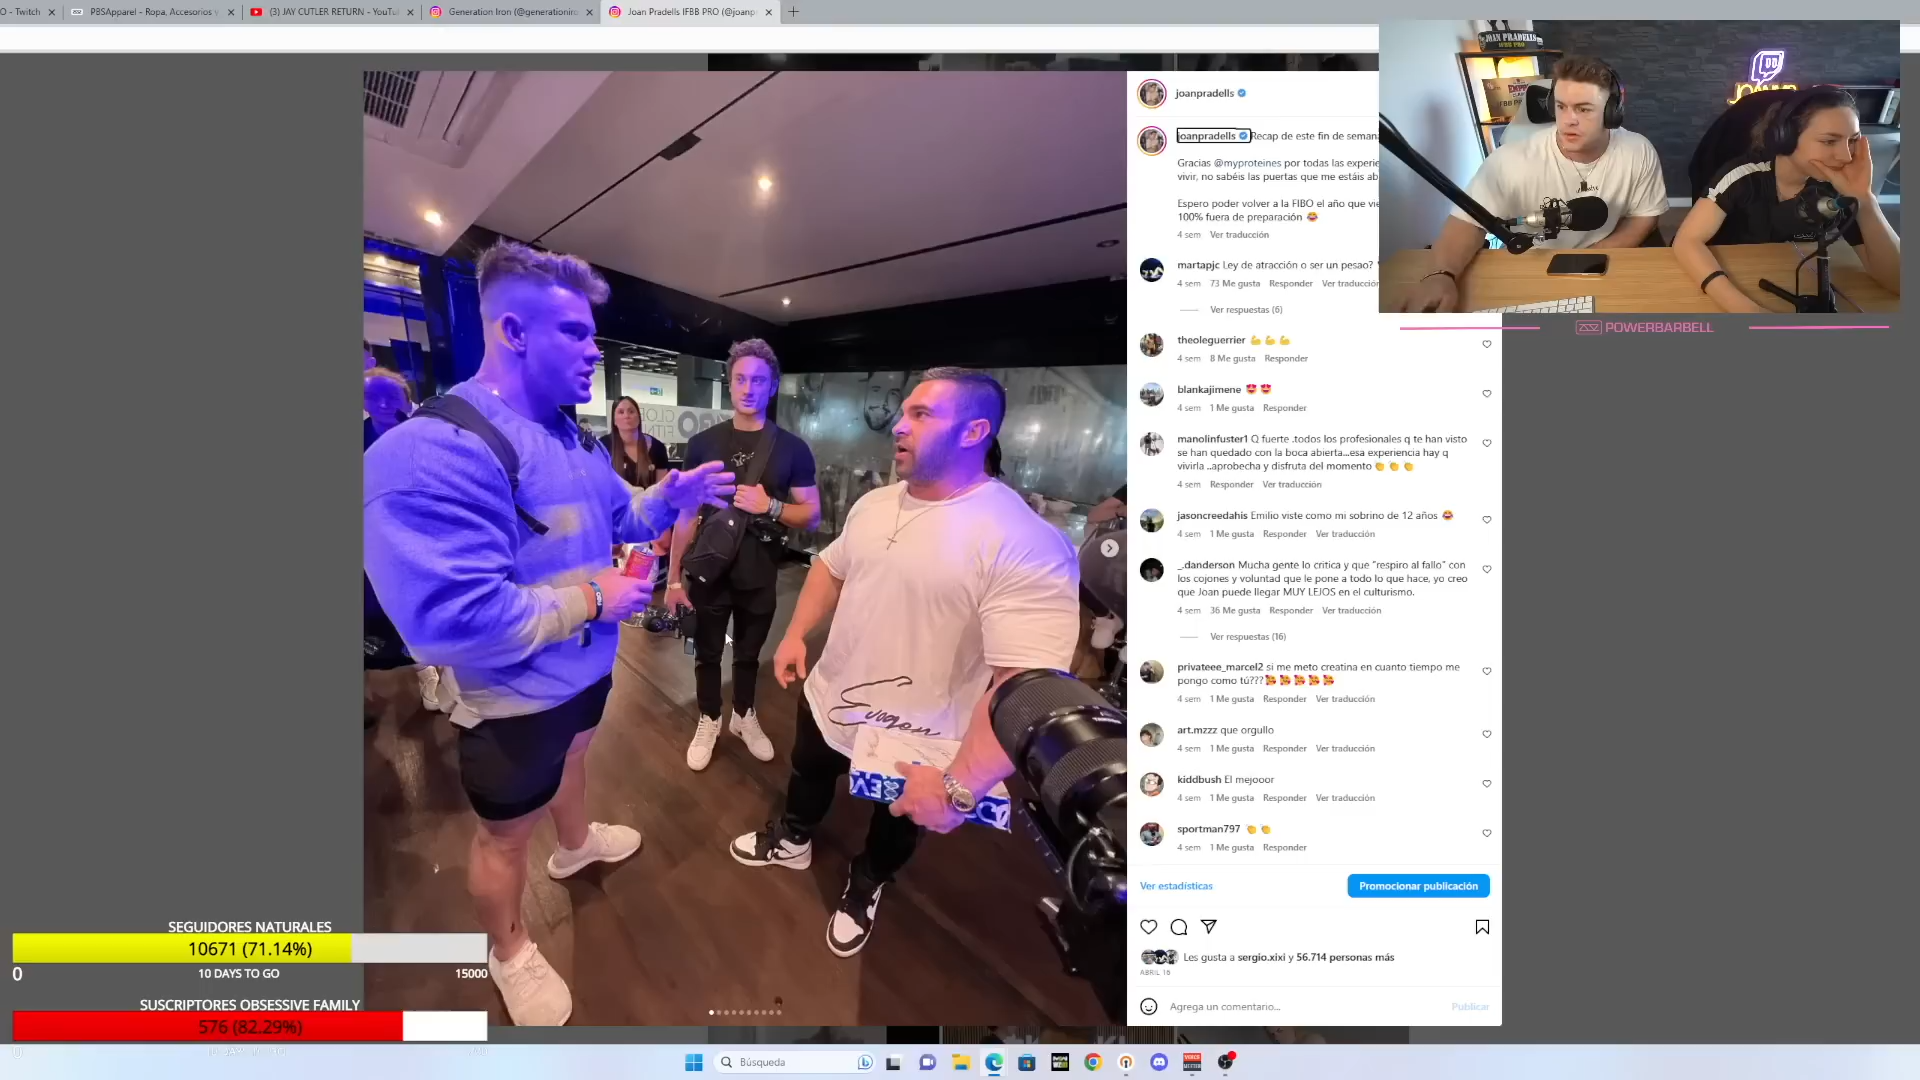 O - Twitch
PBSApparel - Ropa, Accesorios y
(3) JAY CUTLER RETURN - YouTu
Generation Iron (@generationiro
Joan Pradells IFBB PRO (@joanp
JOAN PRADELLS
joanpradells
joanpradells Recap de este fin de semana
Gracias @myproteines por todas las experie
vivir, no sabéis las puertas que me estáis ab
Espero poder volver a la FIBO el año que vie
100% fuera de preparación 😂
4 sem Ver traducción
martapjc Ley de atracción o ser un pesao?
4 sem 73 Me gusta Responder Ver traducción
Ver respuestas (6)
POWERBARBELL
theoleguerrier 💪 💪 💪
4 sem 8 Me gusta Responder
blankajimene 😍 😍
4 sem 1 Me gusta Responder
manolinfuster1 Q fuerte .todos los profesionales q te han visto
se han quedado con la boca abierta...esa experiencia hay q
vivirla ..aprobecha y disfruta del momento 👏 👏 👏
4 sem Responder Ver traducción
jasoncreedahis Emilio viste como mi sobrino de 12 años 😂
4 sem 1 Me gusta Responder Ver traducción
_.danderson Mucha gente lo critica y que "respiro al fallo" con
los cojones y voluntad que le pone a todo lo que hace, yo creo
que Joan puede llegar MUY LEJOS en el culturismo.
4 sem 36 Me gusta Responder Ver traducción
Ver respuestas (16)
privateee_marcel2 si me meto creatina en cuanto tiempo me
pongo como tú???🥰🥰🥰🥰🥰
4 sem 1 Me gusta Responder Ver traducción
art.mzzz que orgullo
4 sem 1 Me gusta Responder Ver traducción
kiddbush El mejooor
4 sem 1 Me gusta Responder Ver traducción
sportman797 👏 👏
4 sem 1 Me gusta Responder
Ver estadísticas
Promocionar publicación
Les gusta a sergio.xixi y 56.714 personas más
ABRIL 16
Agrega un comentario...
Publicar
Evogen
EV
SEGUIDORES NATURALES
10671 (71.14%)
0 10 DAYS TO GO 15000
SUSCRIPTORES OBSESSIVE FAMILY
576 (82.29%)
0
Búsqueda